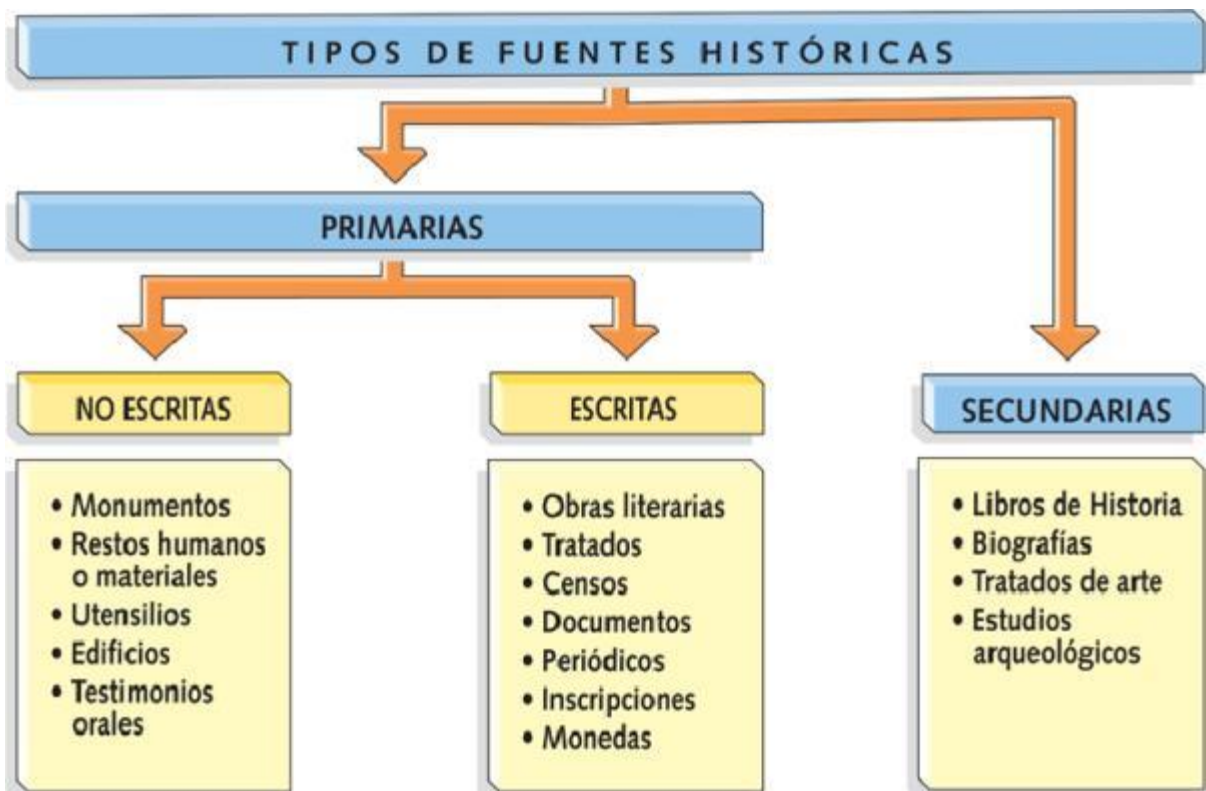 TIPOS DE FUENTES HISTÓRICAS
PRIMARIAS
NO ESCRITAS
• Monumentos
• Restos humanos
o materiales
• Utensilios
• Edificios
• Testimonios
orales
ESCRITAS
• Obras literarias
• Tratados
• Censos
• Documentos
• Periódicos
• Inscripciones
• Monedas
SECUNDARIAS
• Libros de Historia
• Biografías
• Tratados de arte
• Estudios
arqueológicos